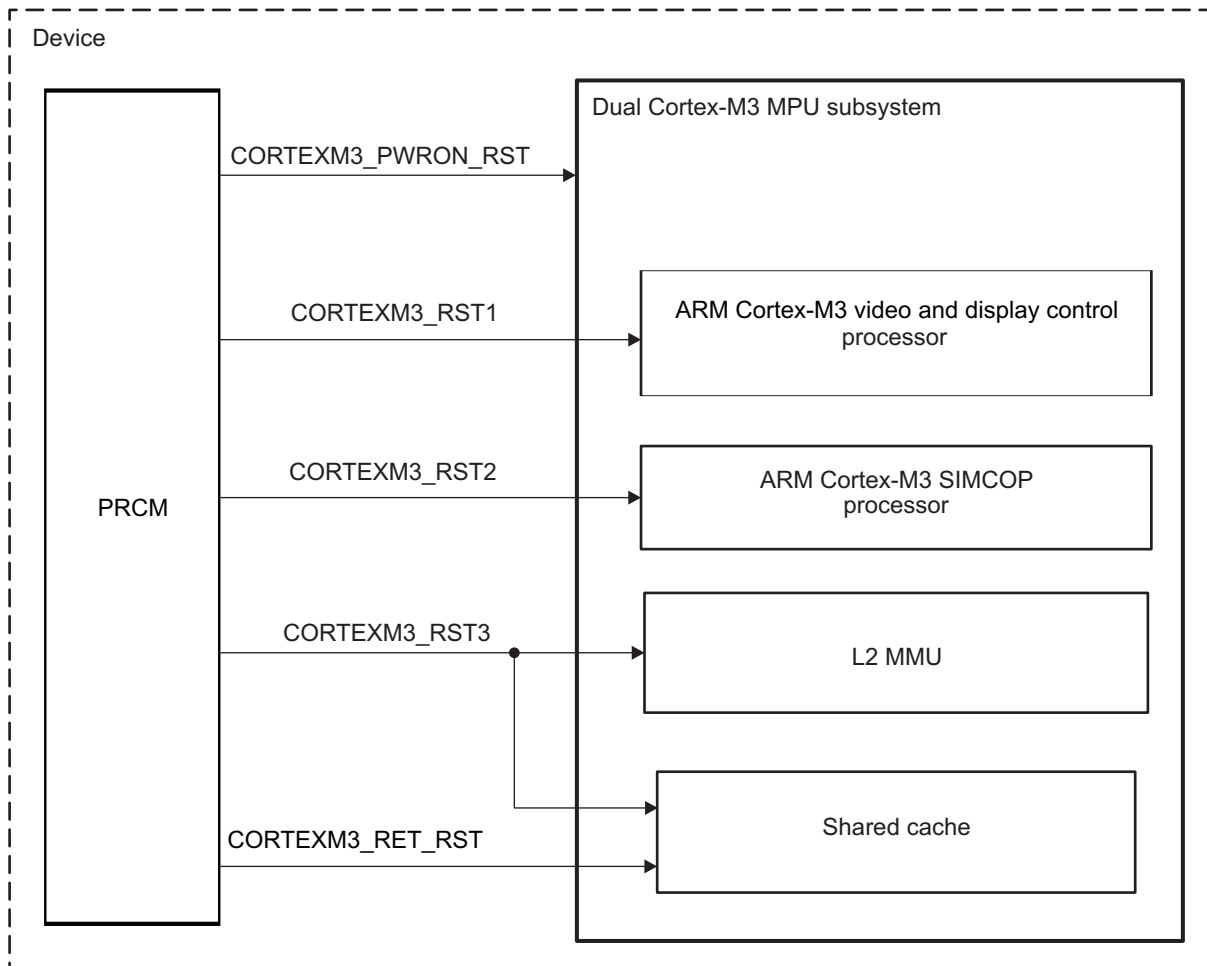 Device
Dual Cortex-M3 MPU subsystem
CORTEXM3_PWRON_RST
CORTEXM3_RST1
ARM Cortex-M3 video and display control
processor
CORTEXM3_RST2
ARM Cortex-M3 SIMCOP
processor
PRCM
CORTEXM3_RST3
L2 MMU
Shared cache
CORTEXM3_RET_RST